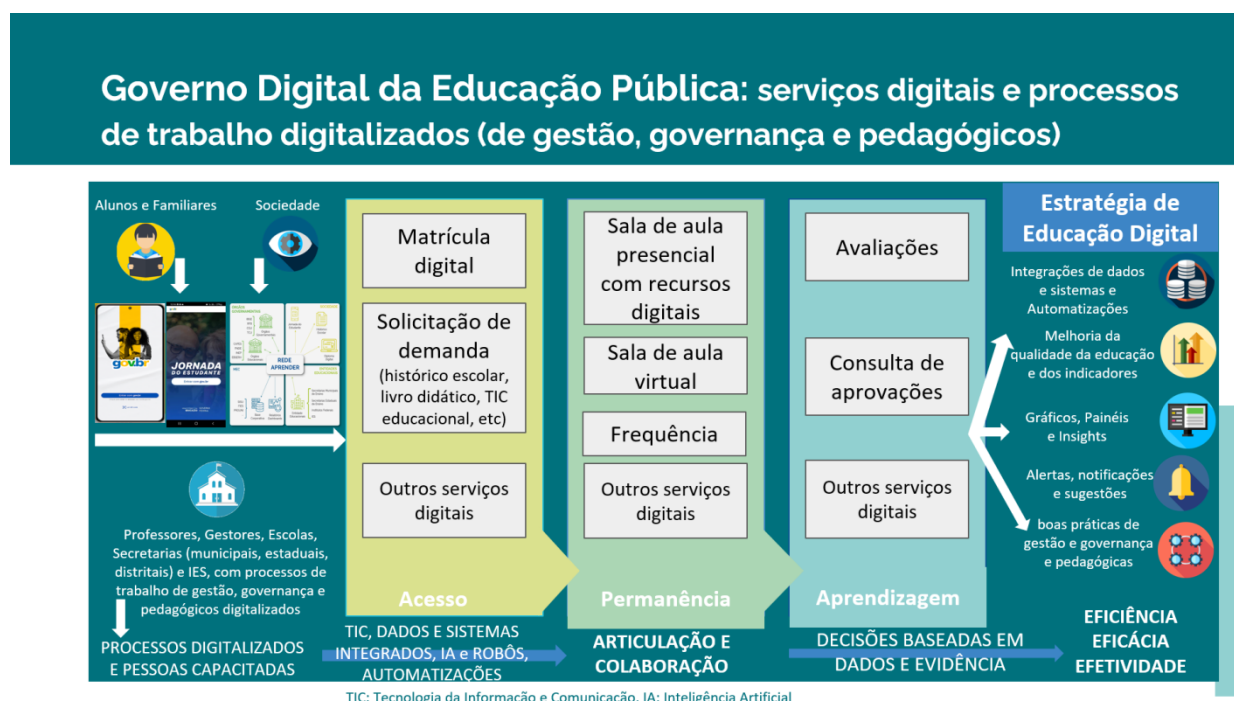 Governo Digital da Educação Pública: serviços digitais e processos
de trabalho digitalizados (de gestão, governança e pedagógicos)
Alunos e Familiares
Sociedade
gov.br
JORNADA
DO ESTUDANTE
REDE
APRENDER
Professores, Gestores, Escolas,
Secretarias (municipais, estaduais,
distritais) e IES, com processos de
trabalho de gestão, governança e
pedagógicos digitalizados
PROCESSOS DIGITALIZADOS
E PESSOAS CAPACITADAS
Matrícula
digital
Solicitação de
demanda
(histórico escolar,
livro didático, TIC
educacional, etc)
Outros serviços
digitais
Acesso
TIC, DADOS E SISTEMAS
INTEGRADOS, IA e ROBÔS,
AUTOMATIZAÇÕES
Sala de aula
presencial
com recursos
digitais
Sala de aula
virtual
Frequência
Outros serviços
digitais
Permanência
ARTICULAÇÃO E
COLABORAÇÃO
Avaliações
Consulta de
aprovações
Outros serviços
digitais
Aprendizagem
DECISÕES BASEADAS EM
DADOS E EVIDÊNCIA
Estratégia de
Educação Digital
Integrações de dados
e sistemas e
Automatizações
Melhoria da
qualidade da educação
e dos indicadores
Gráficos, Painéis
e Insights
Alertas, notificações
e sugestões
boas práticas de
gestão e governança
e pedagógicas
EFICIÊNCIA
EFICÁCIA
EFETIVIDADE
TIC: Tecnologia da Informação e Comunicação, IA: Inteligência Artificial